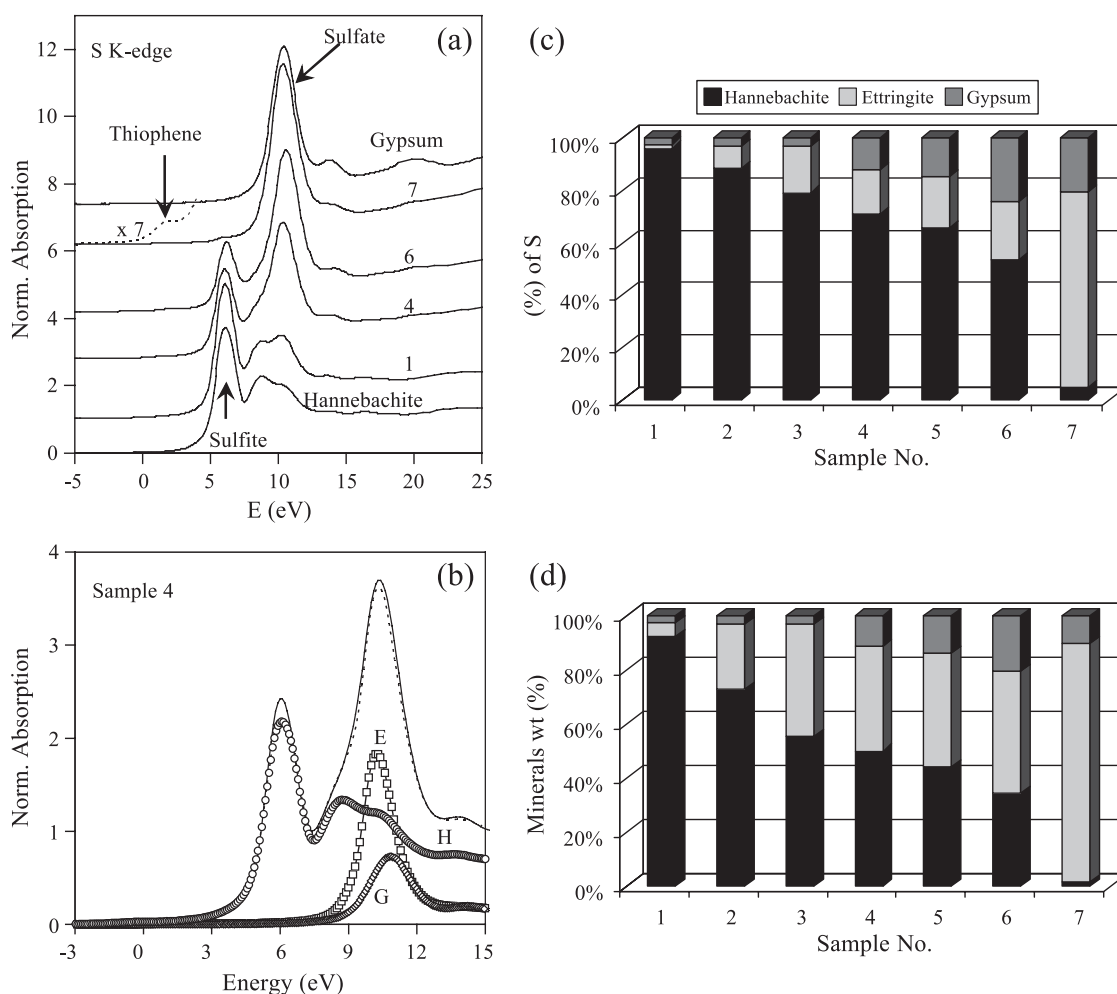 (a)
S K-edge
Sulfate
Thiophene
Gypsum
x 7
7
6
4
1
Hannebachite
Sulfite
12
10
8
6
4
2
0
Norm. Absorption
-5 0 5 10 15 20 25
E (eV)
(b)
Sample 4
4
3
2
1
0
Norm. Absorption
E
H
G
-3 0 3 6 9 12 15
Energy (eV)
(c)
Hannebachite Ettringite Gypsum
100%
80%
60%
40%
20%
0%
(%) of S
1 2 3 4 5 6 7
Sample No.
(d)
100%
80%
60%
40%
20%
0%
Minerals wt (%)
1 2 3 4 5 6 7
Sample No.